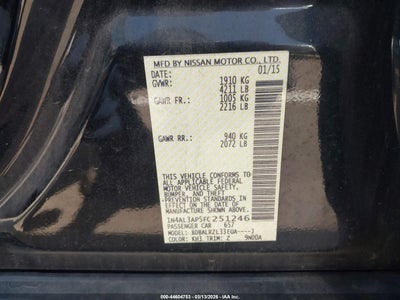 MFD BY NISSAN MOTOR CO., LTD.
DATE: 01/15
GVWR: 1910 KG
4211 LB
GAWR FR.: 1005 KG
2216 LB
GAWR RR.: 940 KG
2072 LB
THIS VEHICLE CONFORMS TO
ALL APPLICABLE U.S. FEDERAL
MOTOR VEHICLE SAFETY,
BUMPER, AND THEFT
PREVENTION STANDARDS IN
EFFECT ON THE DATE OF
MANUFACTURE SHOWN ABOVE.
1N4AL3AP5FC251246
PASSENGER CAR 657
MODEL:
COLOR: KH3 TRIM: Z 9N00A
000-44604753 - 03/13/2026 - IAA Inc.